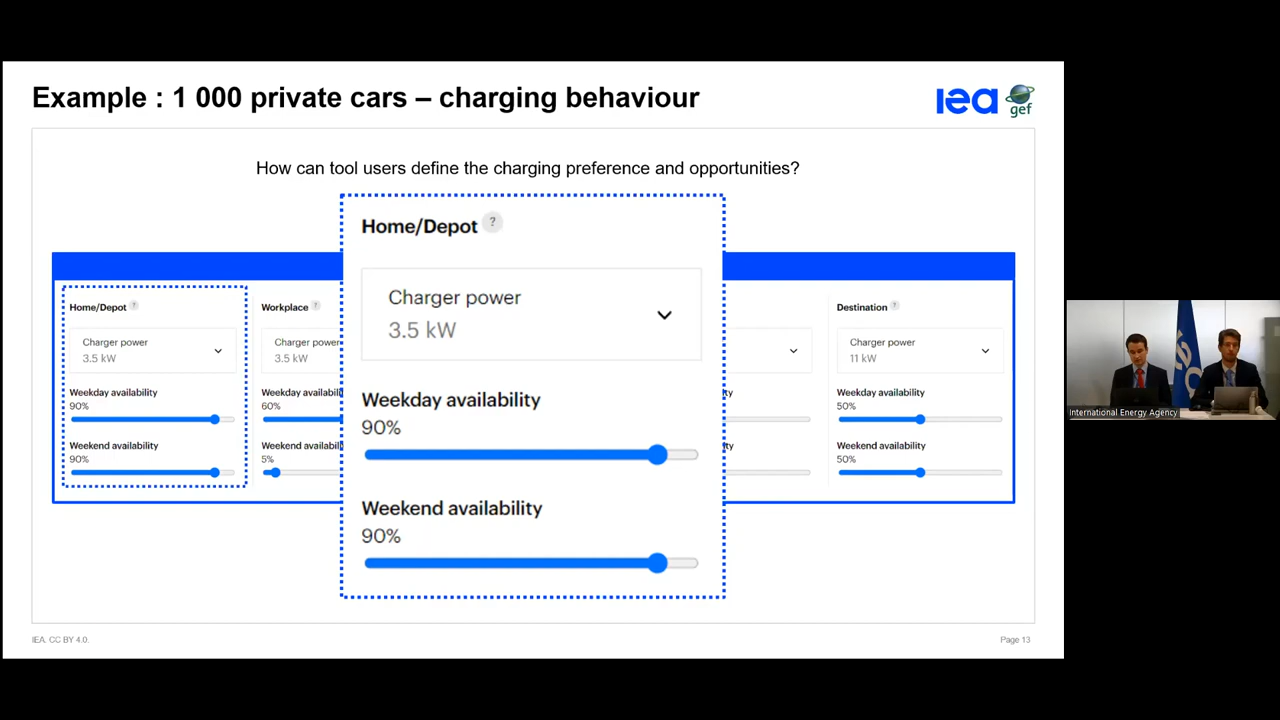 Example : 1 000 private cars – charging behaviour
iea
gef
How can tool users define the charging preference and opportunities?
Home/Depot ?
Charger power
3.5 kW
Weekday availability
90%
Weekend availability
90%
Home/Depot ?
Charger power
3.5 kW
Weekday availability
90%
Weekend availability
90%
Workplace ?
Charger power
3.5 kW
Weekday availabili
60%
Weekend availabil
5%
ty
ty
Destination ?
Charger power
11 kW
Weekday availability
50%
Weekend availability
50%
International Energy Agency
IEA. CC BY 4.0.
Page 13